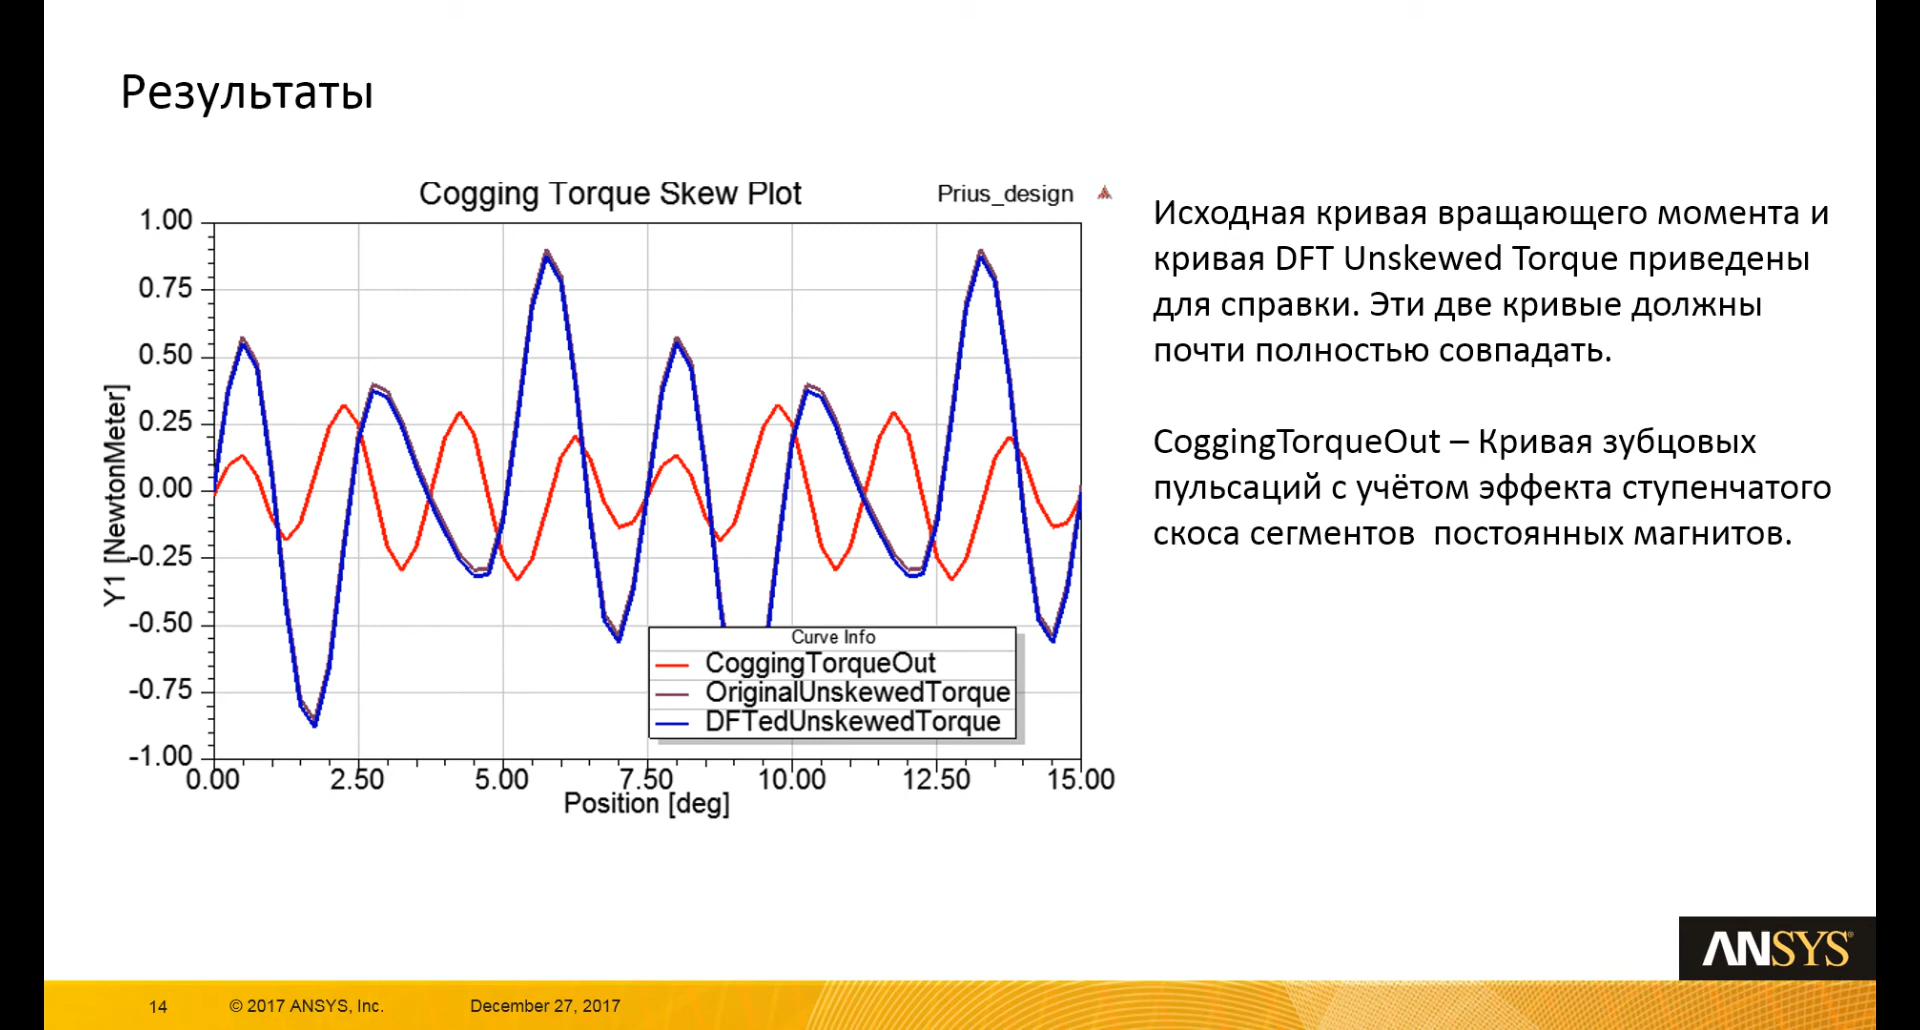 Результаты
Cogging Torque Skew Plot
Prius_design
1.00
0.75
0.50
0.25
0.00
-0.25
-0.50
-0.75
-1.00
Y1 [NewtonMeter]
0.00
2.50
5.00
7.50
10.00
12.50
15.00
Position [deg]
Curve Info
CoggingTorqueOut
OriginalUnskewedTorque
DFTedUnskewedTorque
Исходная кривая вращающего момента и
кривая DFT Unskewed Torque приведены
для справки. Эти две кривые должны
почти полностью совпадать.
CoggingTorqueOut – Кривая зубцовых
пульсаций с учётом эффекта ступенчатого
скоса сегментов  постоянных магнитов.
ANSYS®
14
© 2017 ANSYS, Inc.
December 27, 2017